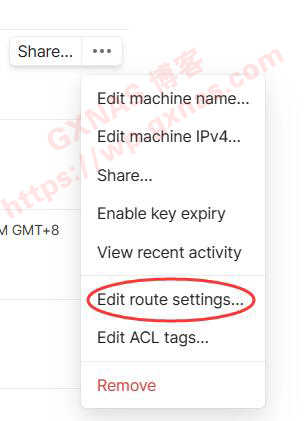 Share...
Edit machine name...
Edit machine IPv4...
Share...
Enable key expiry
M GMT+8
View recent activity
Edit route settings...
Edit ACL tags...
Remove
GXNAS 博客
https://wp.gxnas.com